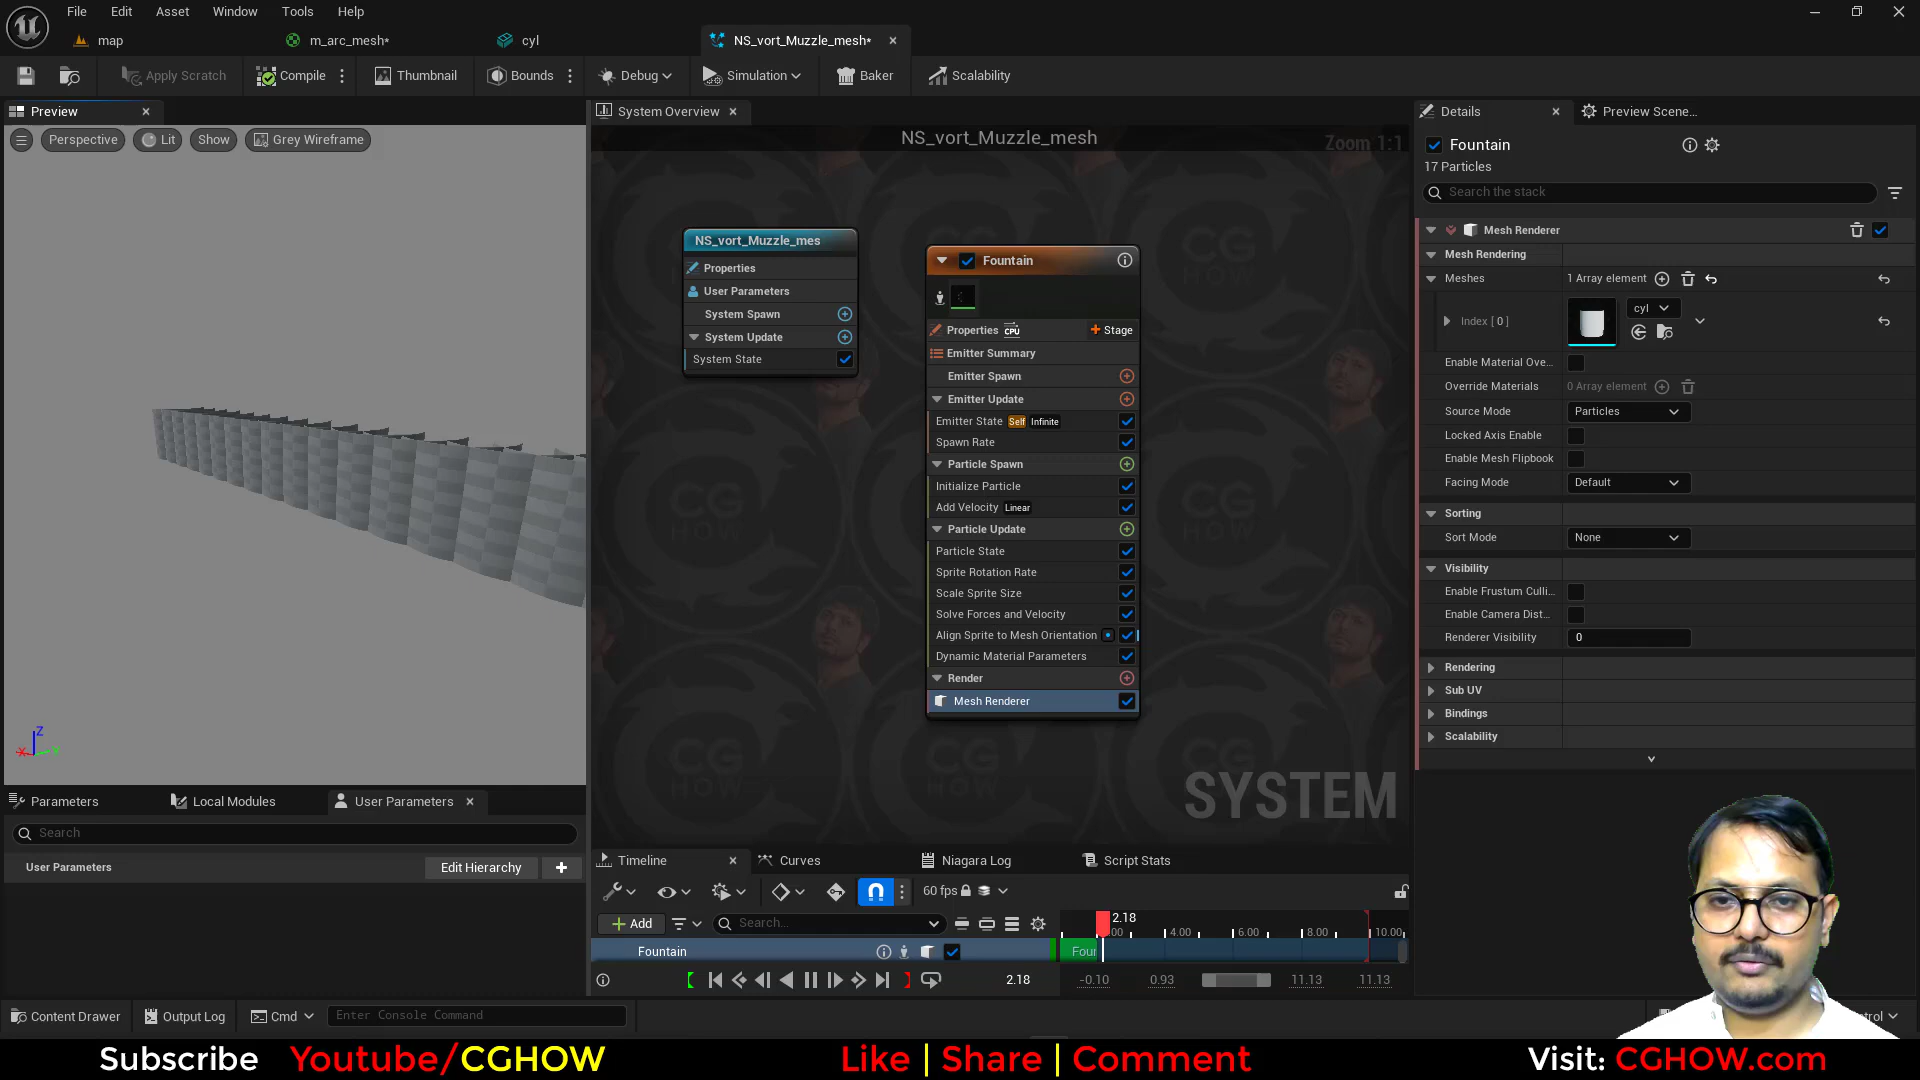 File Edit Asset Window Tools Help
map m_arc_mesh* cyl NS_vort_Muzzle_mesh*
Apply Scratch Compile Thumbnail Bounds Debug Simulation Baker Scalability
Preview
Perspective Lit Show Grey Wireframe
System Overview
NS_vort_Muzzle_mesh
Zoom 1:1
NS_vort_Muzzle_mes
Properties
User Parameters
System Spawn
System Update
System State
Fountain
Properties CPU Stage
Emitter Summary
Emitter Spawn
Emitter Update
Emitter State Self Infinite
Spawn Rate
Particle Spawn
Initialize Particle
Add Velocity Linear
Particle Update
Particle State
Sprite Rotation Rate
Scale Sprite Size
Solve Forces and Velocity
Align Sprite to Mesh Orientation
Dynamic Material Parameters
Render
Mesh Renderer
CG
HOW
SYSTEM
Details Preview Scene...
Fountain
17 Particles
Search the stack
Mesh Renderer
Mesh Rendering
Meshes 1 Array element
Index [ 0 ] cyl
Enable Material Ove...
Override Materials 0 Array element
Source Mode Particles
Locked Axis Enable
Enable Mesh Flipbook
Facing Mode Default
Sorting
Sort Mode None
Visibility
Enable Frustum Culli...
Enable Camera Dist...
Renderer Visibility 0
Rendering
Sub UV
Bindings
Scalability
Z
X Y
Parameters Local Modules User Parameters
Search
User Parameters Edit Hierarchy
Timeline Curves Niagara Log Script Stats
60 fps
Add Search...
2.18
4.00 6.00 8.00 10.00
Fountain
Four
2.18 -0.10 0.93 11.13 11.13
Content Drawer Output Log Cmd Enter Console Command
Subscribe Youtube/CGHOW Like | Share | Comment Visit: CGHOW.com